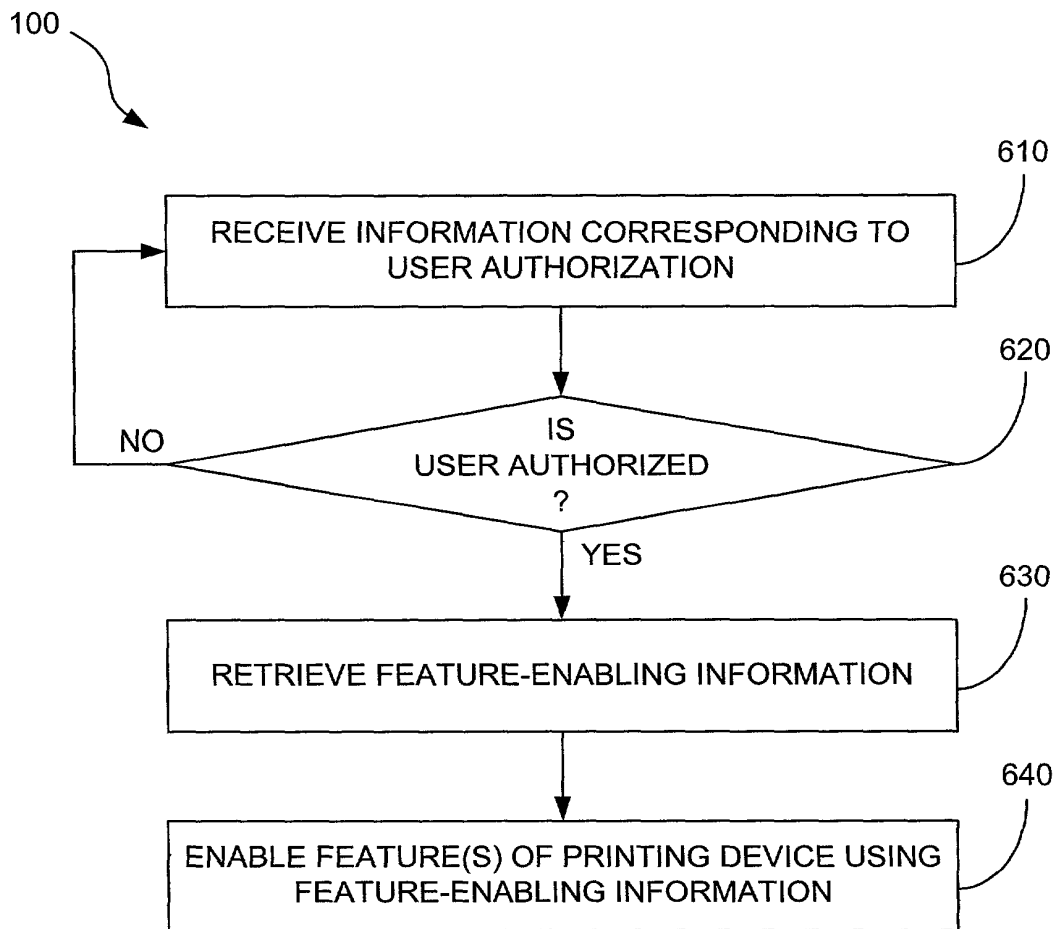 100
610
RECEIVE INFORMATION CORRESPONDING TO
USER AUTHORIZATION
620
IS
USER AUTHORIZED
?
NO
YES
630
RETRIEVE FEATURE-ENABLING INFORMATION
640
ENABLE FEATURE(S) OF PRINTING DEVICE USING
FEATURE-ENABLING INFORMATION